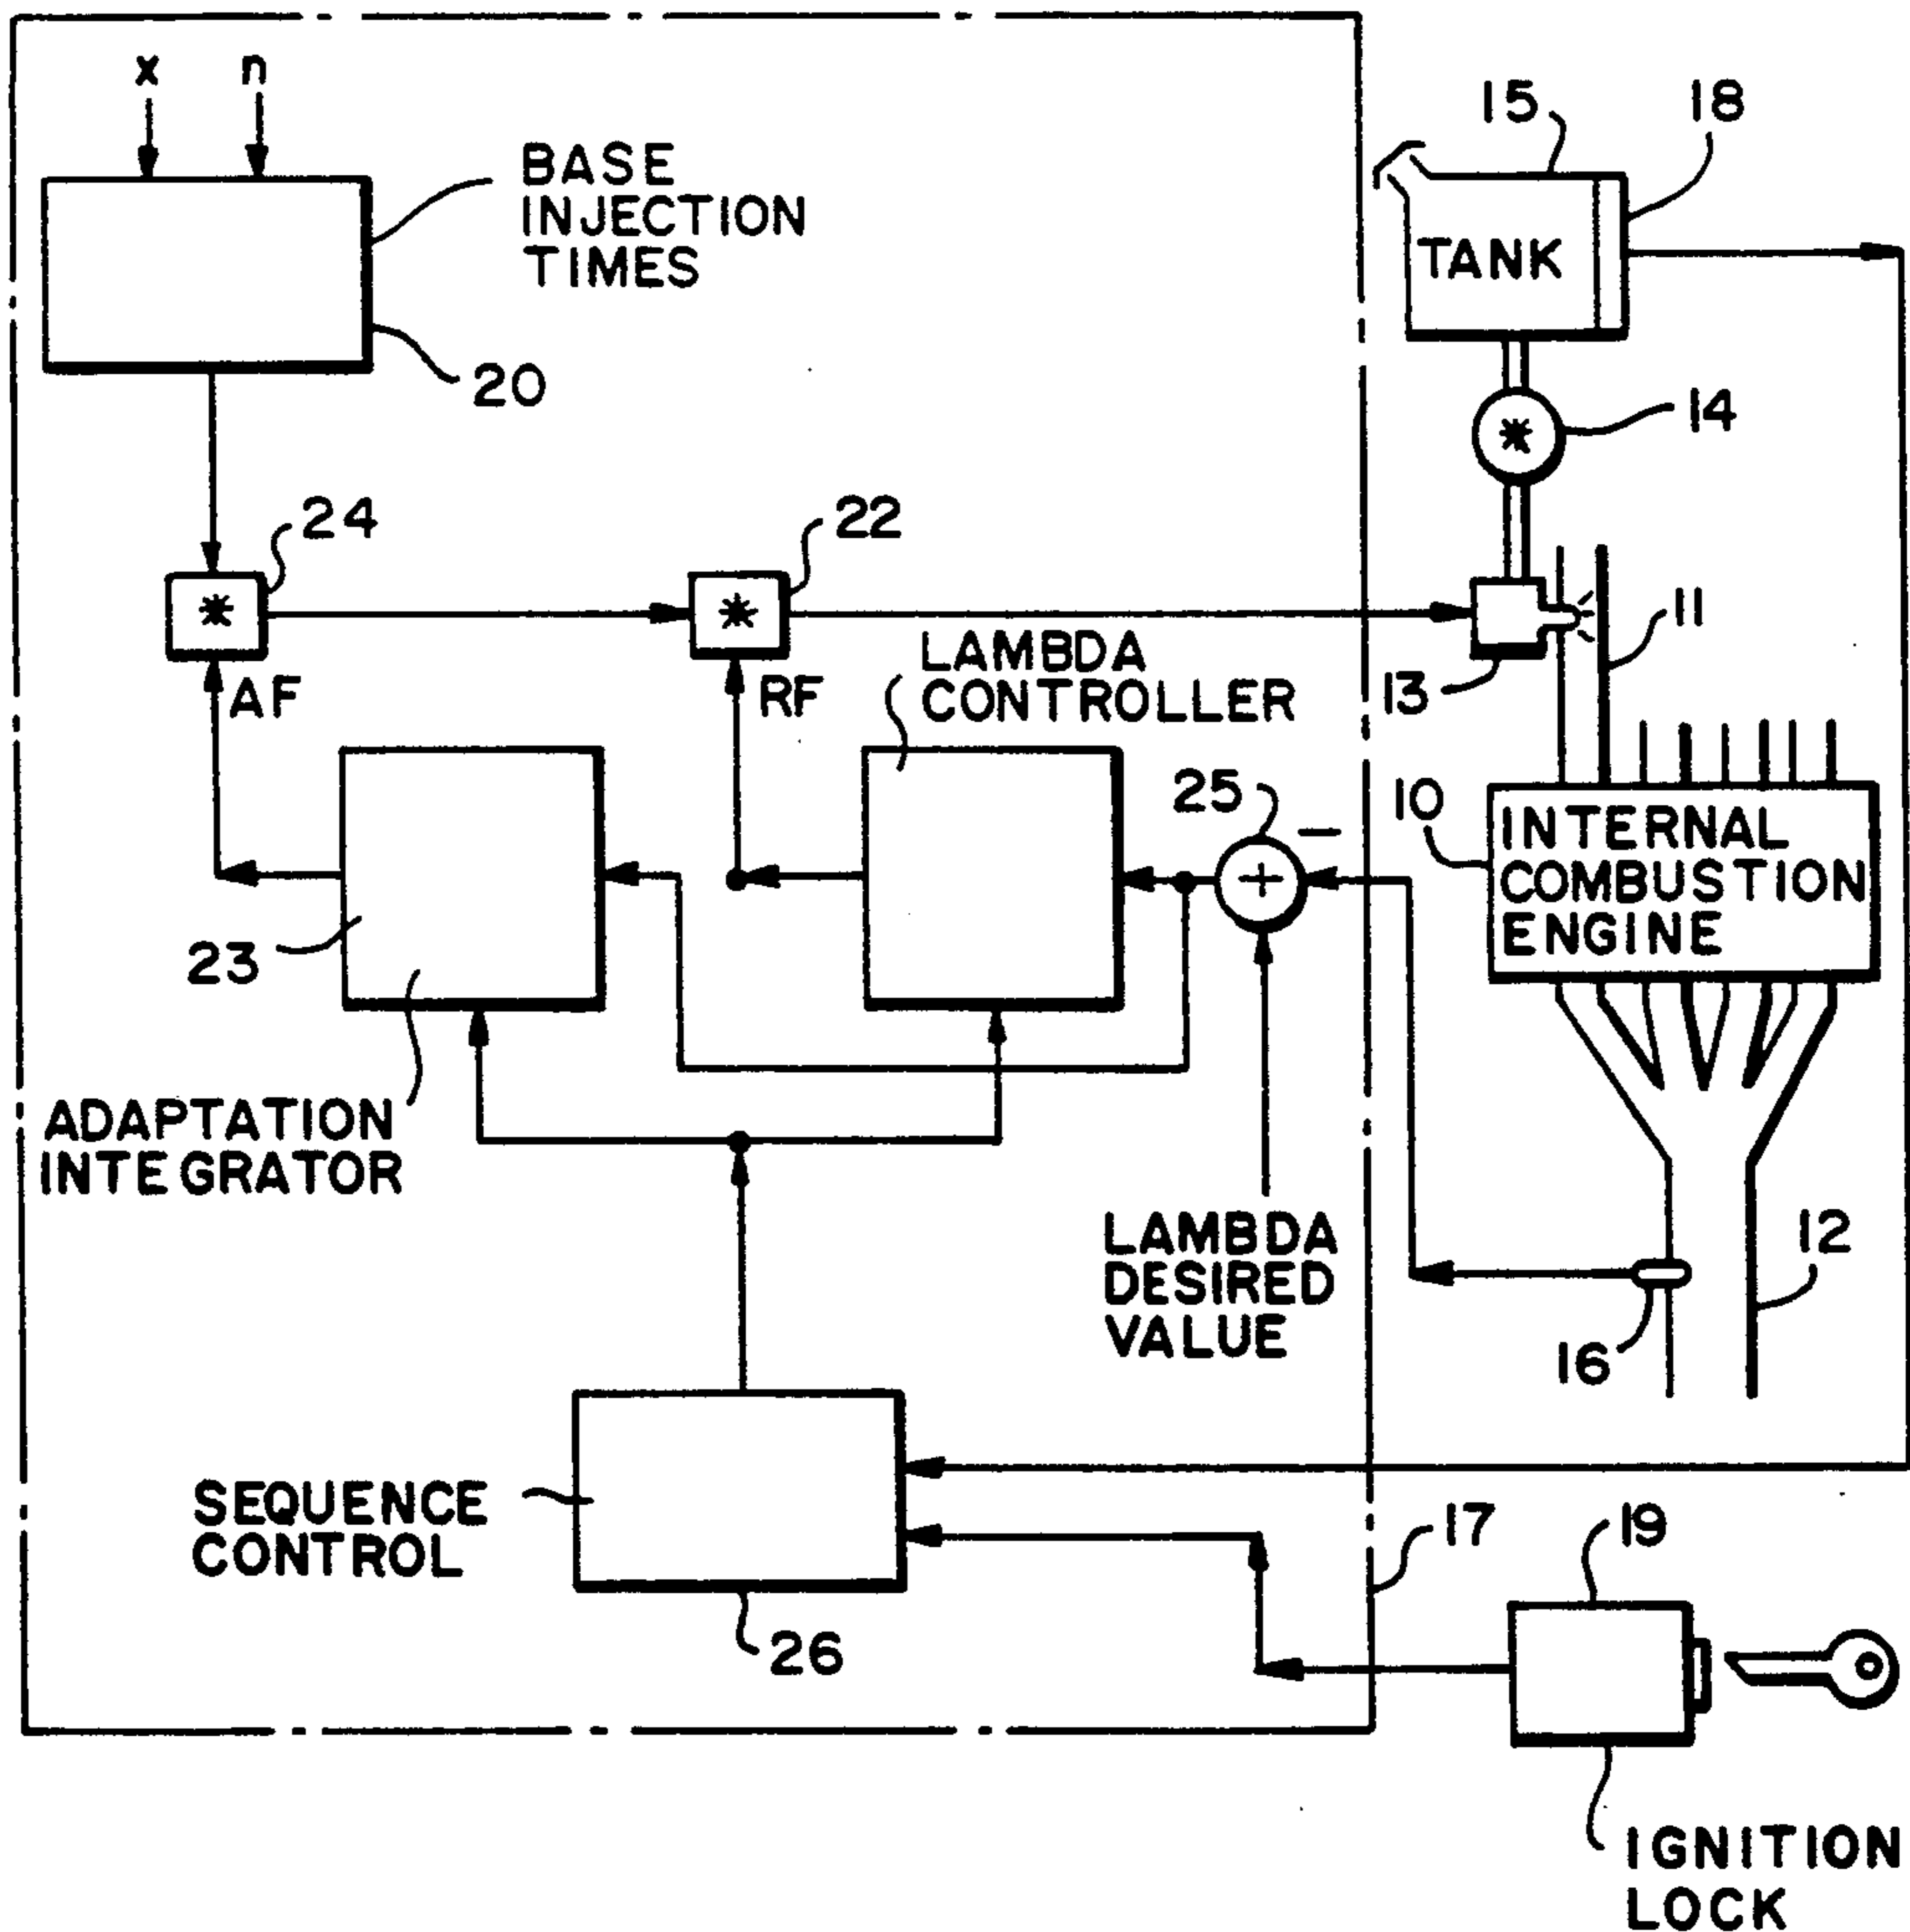 x n
BASE
INJECTION
TIMES
20
15
18
TANK
14
24
22
*
*
*
11
13
AF
RF
LAMBDA
CONTROLLER
25
−
+
10
INTERNAL
COMBUSTION
ENGINE
23
ADAPTATION
INTEGRATOR
LAMBDA
DESIRED
VALUE
12
16
SEQUENCE
CONTROL
26
17
19
IGNITION
LOCK